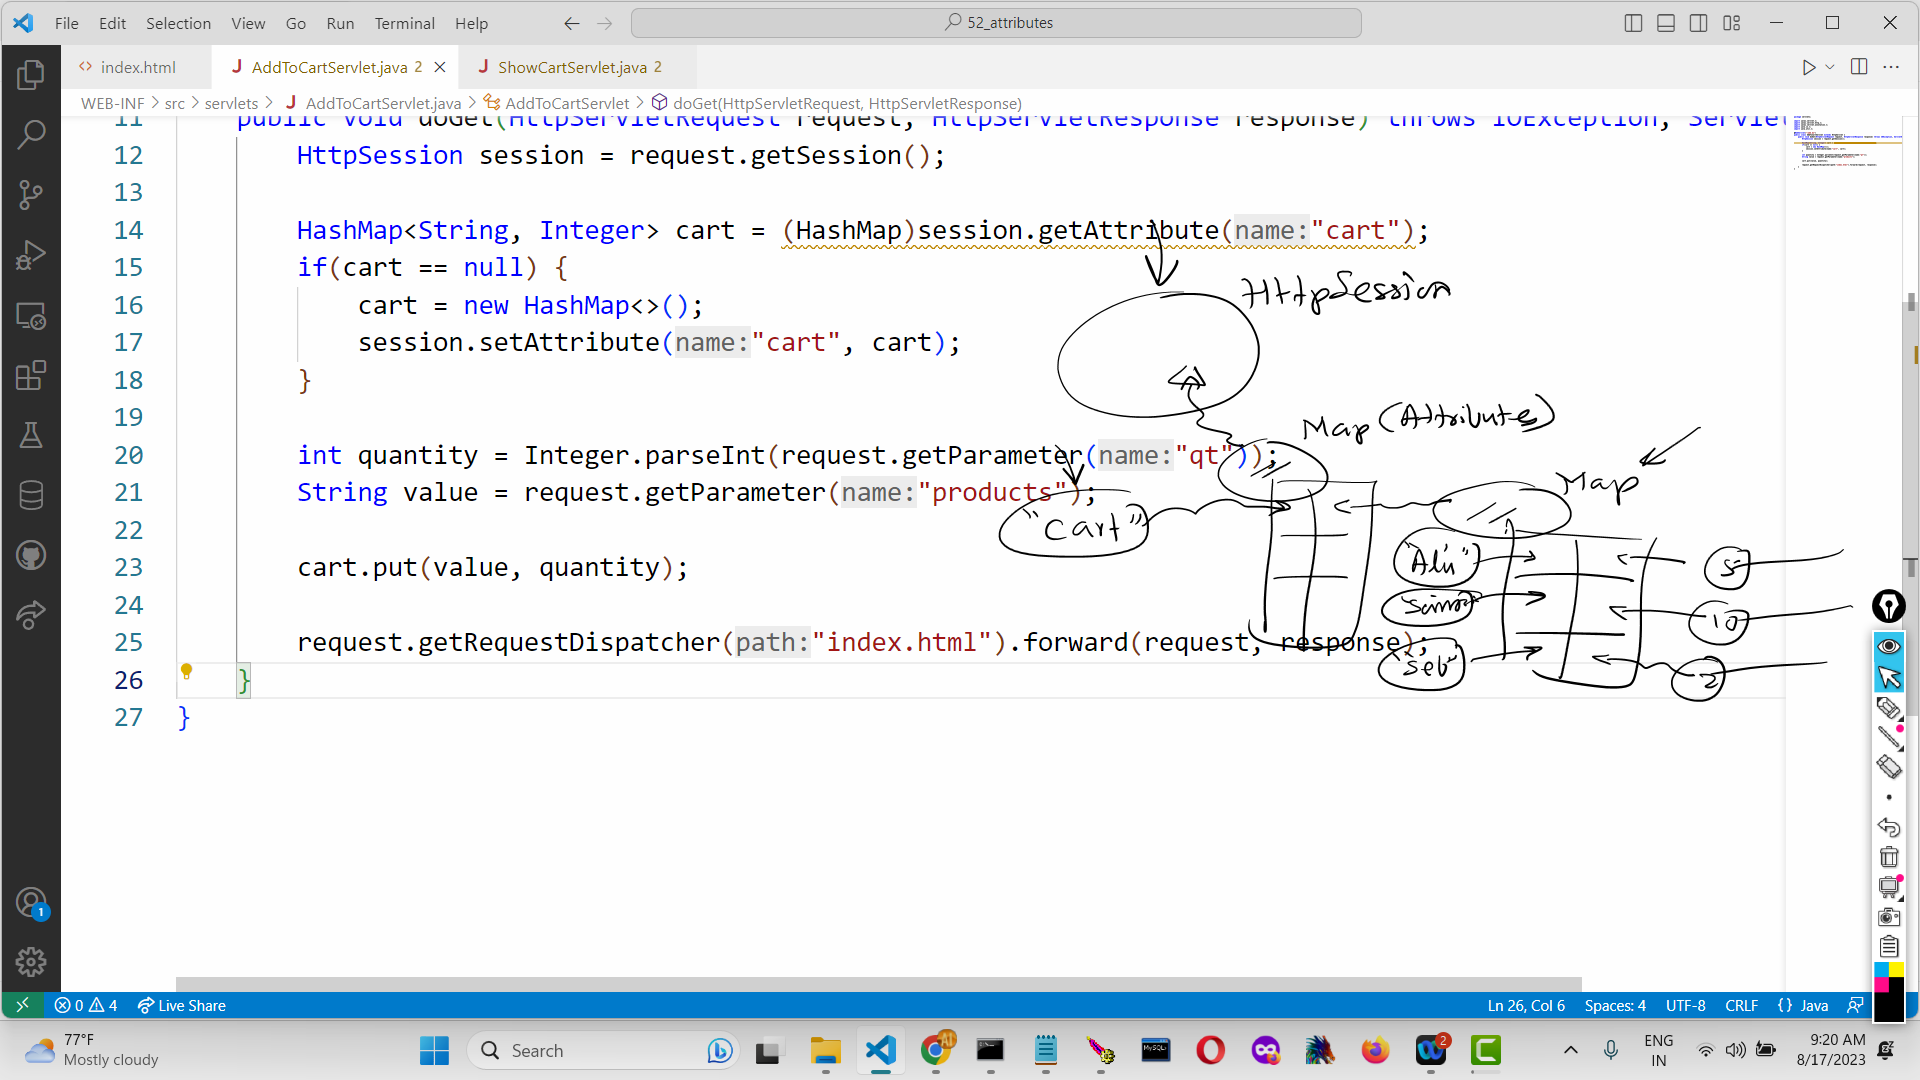 File Edit Selection View Go Run Terminal Help
52_attributes
index.html
AddToCartServlet.java 2
ShowCartServlet.java 2
WEB-INF > src > servlets > AddToCartServlet.java > AddToCartServlet > doGet(HttpServletRequest, HttpServletResponse)
11 public void doGet(HttpServletRequest request, HttpServletResponse response) throws IOException, Servlet
12 HttpSession session = request.getSession();
13
14 HashMap<String, Integer> cart = (HashMap)session.getAttribute(name:"cart");
15 if(cart == null) {
16 cart = new HashMap<>();
17 session.setAttribute(name:"cart", cart);
18 }
19
20 int quantity = Integer.parseInt(request.getParameter(name:"qt"));
21 String value = request.getParameter(name:"products");
22
23 cart.put(value, quantity);
24
25 request.getRequestDispatcher(path:"index.html").forward(request, response);
26 }
27 }
HttpSession
Map (Attributes)
Map
"Cart"
5
10
"Seb"
2
1
0 4 Live Share
Ln 26, Col 6 Spaces: 4 UTF-8 CRLF {} Java
77°F
Mostly cloudy
Search
MySQL
2
ENG
IN
9:20 AM
8/17/2023